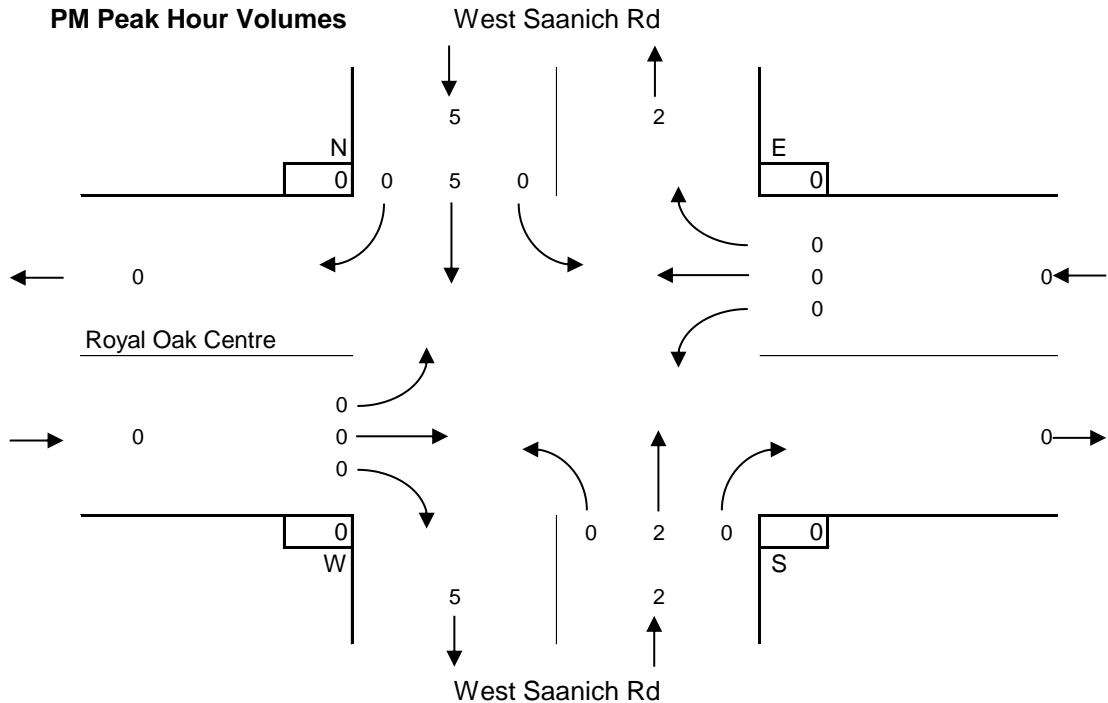 PM Peak Hour Volumes West Saanich Rd
5 2
N E
0 0 5 0 0
0
0 0 0
0
Royal Oak Centre
0
0 0 0
0
0 0 2 0 0
W S
5 2
West Saanich Rd